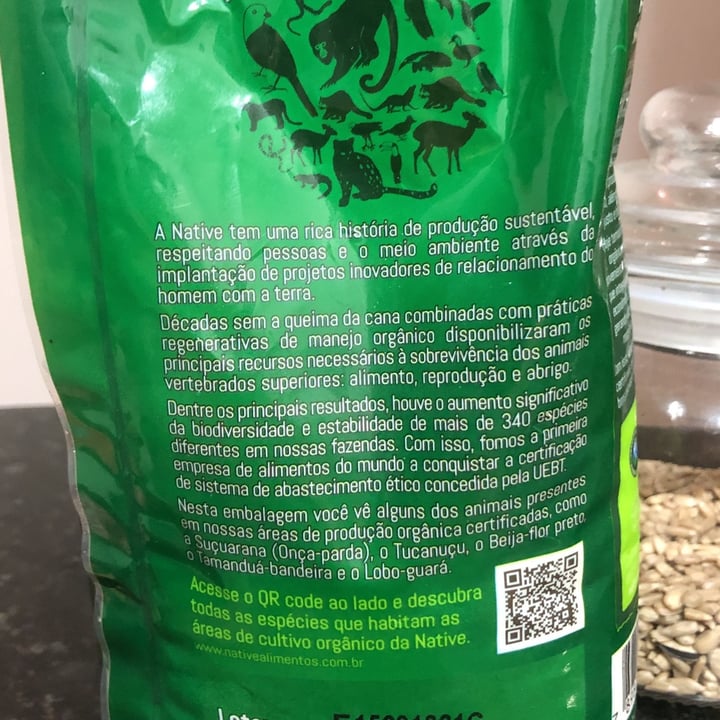 A Native tem uma rica história de produção sustentável,
respeitando pessoas e o meio ambiente através da
implantação de projetos inovadores de relacionamento do
homem com a terra.
Décadas sem a queima da cana combinadas com práticas
regenerativas de manejo orgânico disponibilizaram os
principais recursos necessários à sobrevivência dos animais
vertebrados superiores: alimento, reprodução e abrigo.
Dentre os principais resultados, houve o aumento significativo
da biodiversidade e estabilidade de mais de 340 espécies
diferentes em nossas fazendas. Com isso, fomos a primeira
empresa de alimentos do mundo a conquistar a certificação
de sistema de abastecimento ético concedida pela UEBT.
Nesta embalagem você vê alguns dos animais presentes
em nossas áreas de produção orgânica certificadas, como
a Suçuarana (Onça-parda), o Tucanuçu, o Beija-flor preto,
o Tamanduá-bandeira e o Lobo-guará.
Acesse o QR code ao lado e descubra
todas as espécies que habitam as
áreas de cultivo orgânico da Native.
www.nativealimentos.com.br